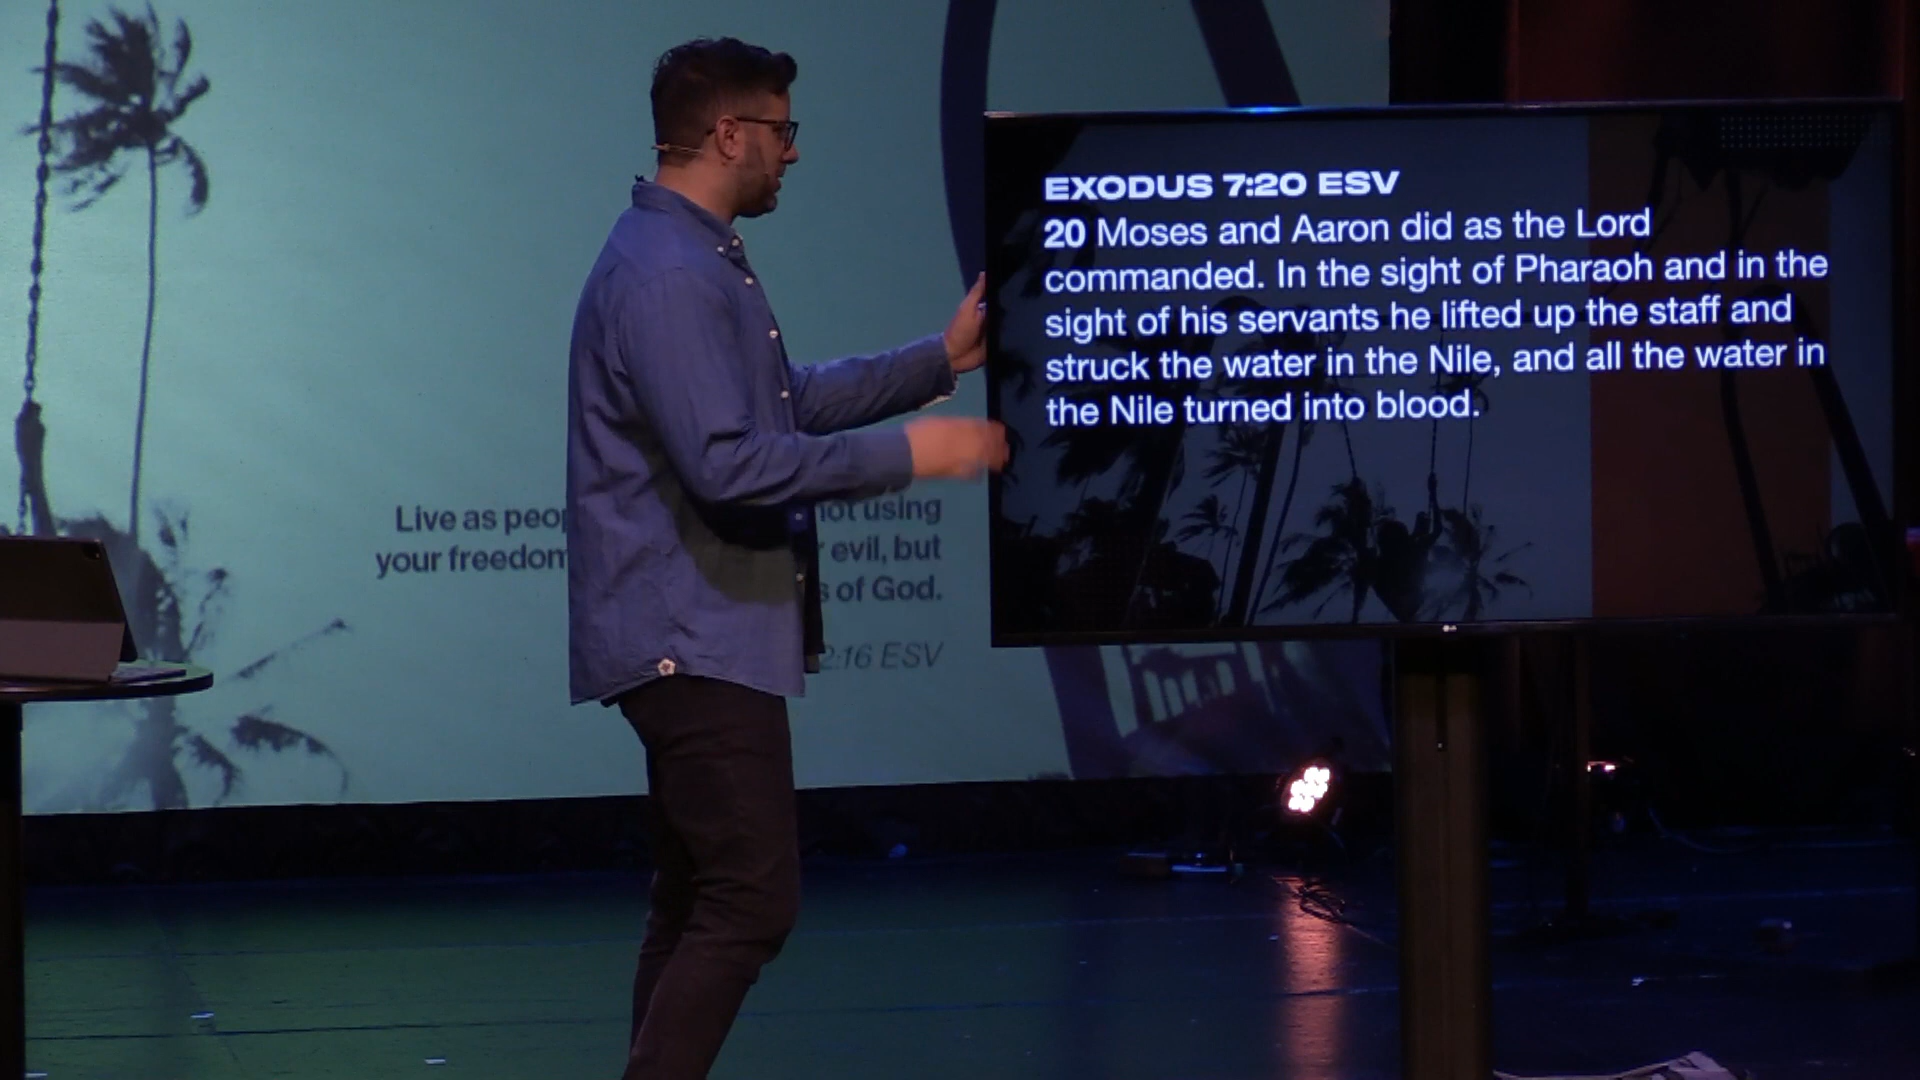 EXODUS 7:20 ESV
20 Moses and Aaron did as the Lord
commanded. In the sight of Pharaoh and in the
sight of his servants he lifted up the staff and
struck the water in the Nile, and all the water in
the Nile turned into blood.
Live as not using
your freedom evil, but
of God.
2:16 ESV